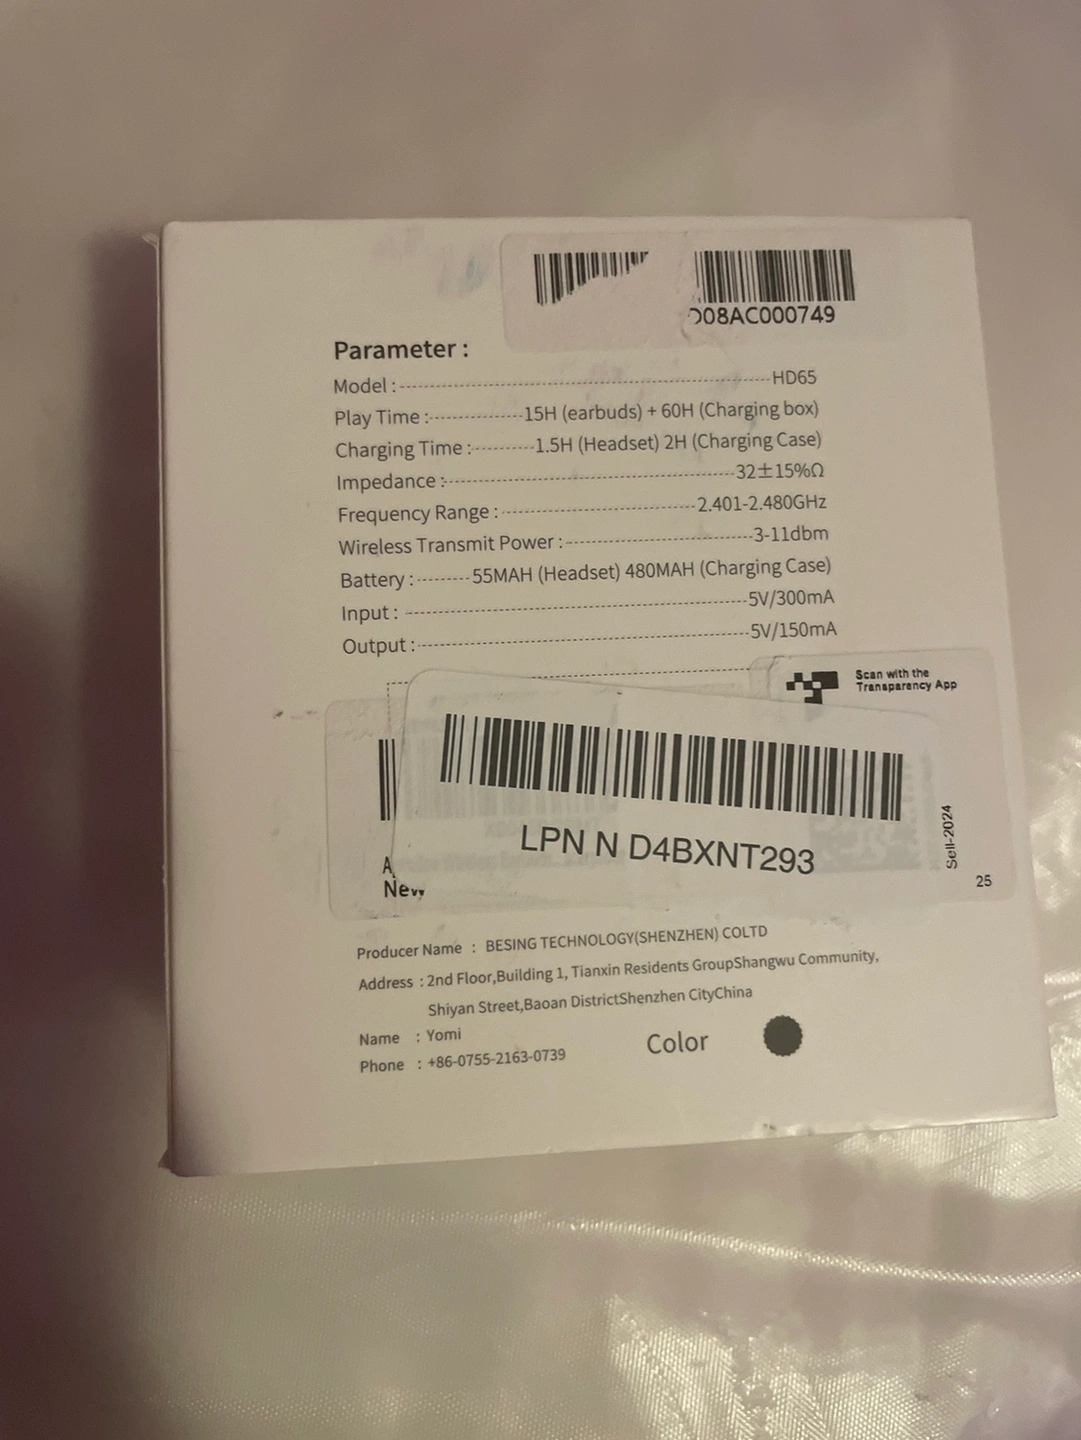 08AC000749
Parameter :
Model : HD65
Play Time : 15H (earbuds) + 60H (Charging box)
Charging Time : 1.5H (Headset) 2H (Charging Case)
Impedance : 32±15%Ω
Frequency Range : 2.401-2.480GHz
Wireless Transmit Power : 3-11dbm
Battery : 55MAH (Headset) 480MAH (Charging Case)
Input : 5V/300mA
Output : 5V/150mA
Scan with the
Transparency App
LPN N D4BXNT293
Sell-2024
25
New
Producer Name : BESING TECHNOLOGY(SHENZHEN) COLTD
Address : 2nd Floor,Building 1, Tianxin Residents GroupShangwu Community,
Shiyan Street,Baoan DistrictShenzhen CityChina
Name : Yomi
Phone : +86-0755-2163-0739
Color